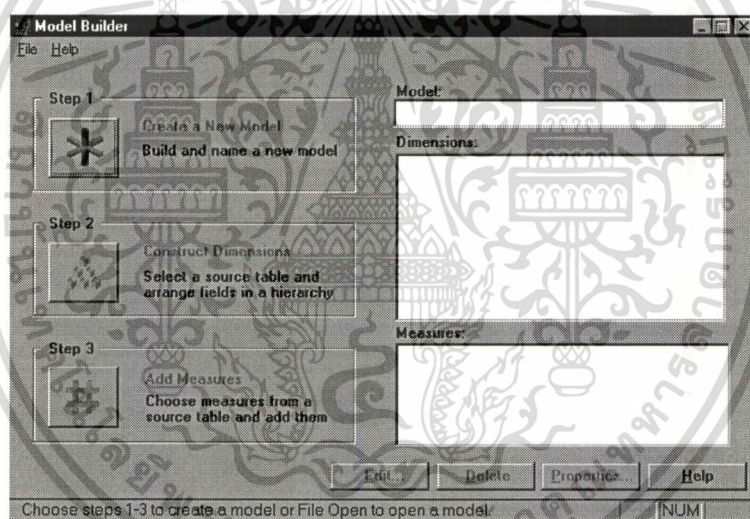 Model Builder
File Help
Step 1
Create a New Model
Build and name a new model
Step 2
Construct Dimensions
Select a source table and
arrange fields in a hierarchy
Step 3
Add Measures
Choose measures from a
source table and add them
Model:
Dimensions:
Measures:
Edit... Delete Properties... Help
Choose steps 1-3 to create a model or File Open to open a model. NUM